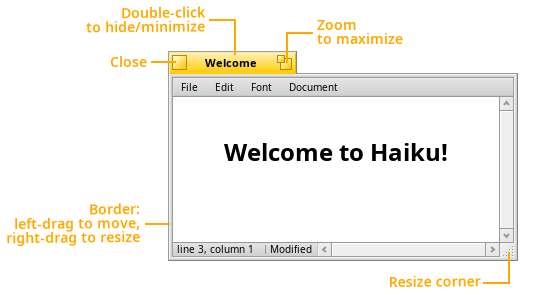 Double-click
to hide/minimize
Zoom
to maximize
Close
Welcome
File Edit Font Document
Welcome to Haiku!
Border:
left-drag to move,
right-drag to resize
line 3, column 1 Modified
Resize corner